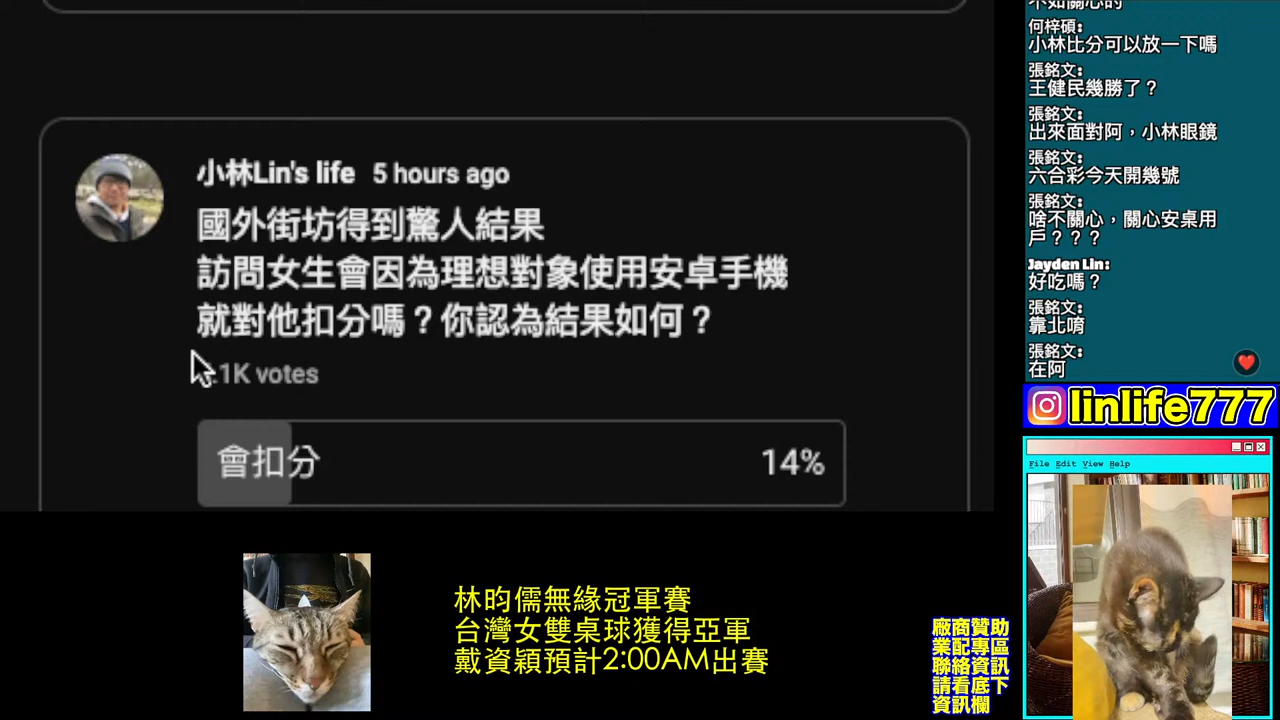 小林Lin's life 5 hours ago
國外街坊得到驚人結果
訪問女生會因為理想對象使用安卓手機
就對他扣分嗎？你認為結果如何？
.1K votes
會扣分 14%
何梓碩:
小林比分可以放一下嗎
張銘文:
王健民幾勝了？
張銘文:
出來面對阿，小林眼鏡
張銘文:
六合彩今天開幾號
張銘文:
啥不關心，關心安桌用
戶？？？
Jayden Lin:
好吃嗎？
張銘文:
靠北唷
張銘文:
在阿
linlife777
File Edit View Help
林昀儒無緣冠軍賽
台灣女雙桌球獲得亞軍
戴資穎預計2:00AM出賽
廠商贊助
業配專區
聯絡資訊
請看底下
資訊欄